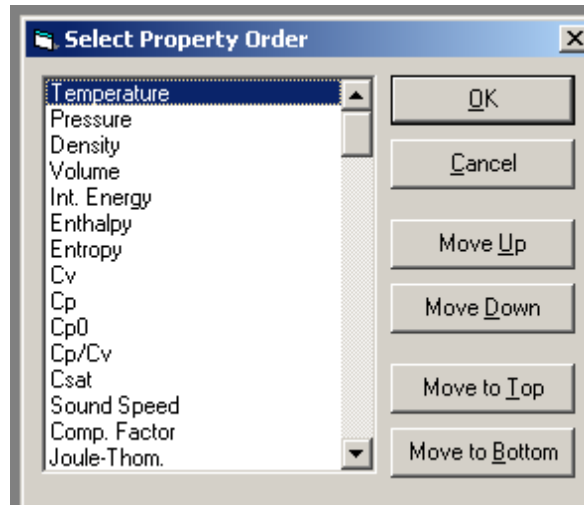 Select Property Order
Temperature
Pressure
Density
Volume
Int. Energy
Enthalpy
Entropy
Cv
Cp
Cp0
Cp/Cv
Csat
Sound Speed
Comp. Factor
Joule-Thom.
OK
Cancel
Move Up
Move Down
Move to Top
Move to Bottom